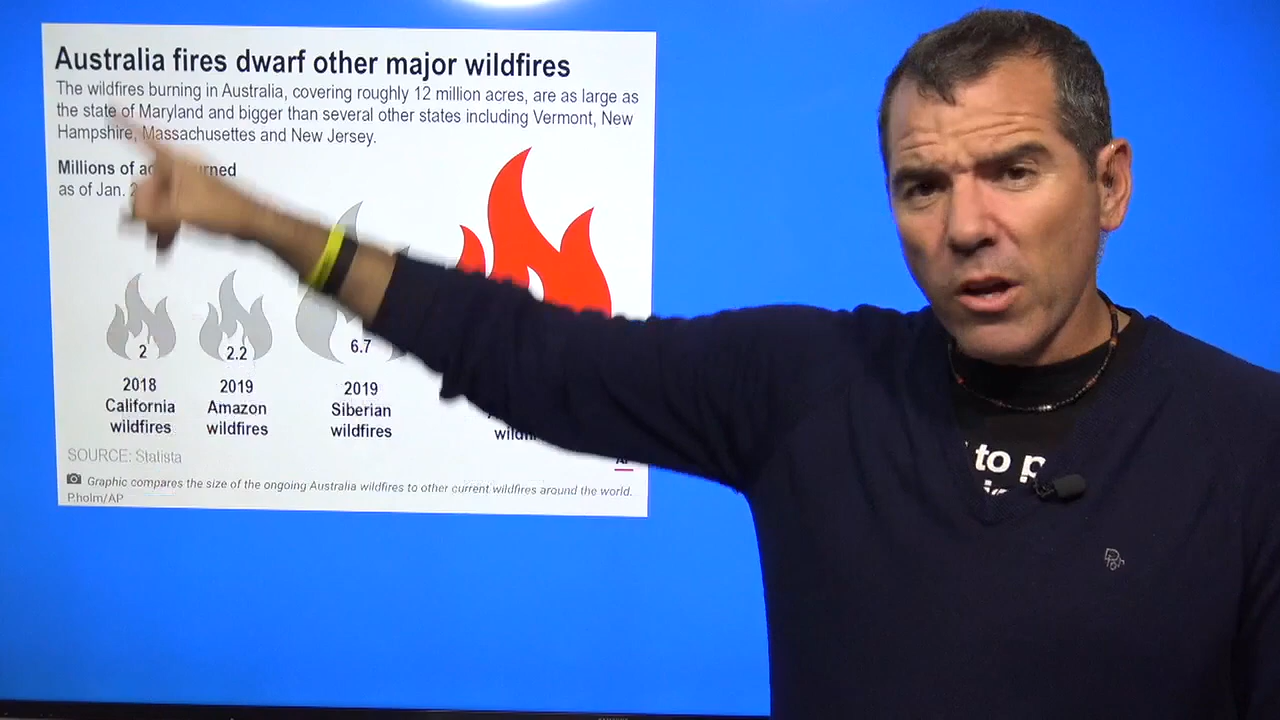 Australia fires dwarf other major wildfires
The wildfires burning in Australia, covering roughly 12 million acres, are as large as
the state of Maryland and bigger than several other states including Vermont, New
Hampshire, Massachusettes and New Jersey.
Millions of
as of Jan.
2
2.2
6.7
2018
California
wildfires
2019
Amazon
wildfires
2019
Siberian
wildfires
SOURCE: Statista
AP
Graphic compares the size of the ongoing Australia wildfires to other current wildfires around the world.
P.holm/AP
to p